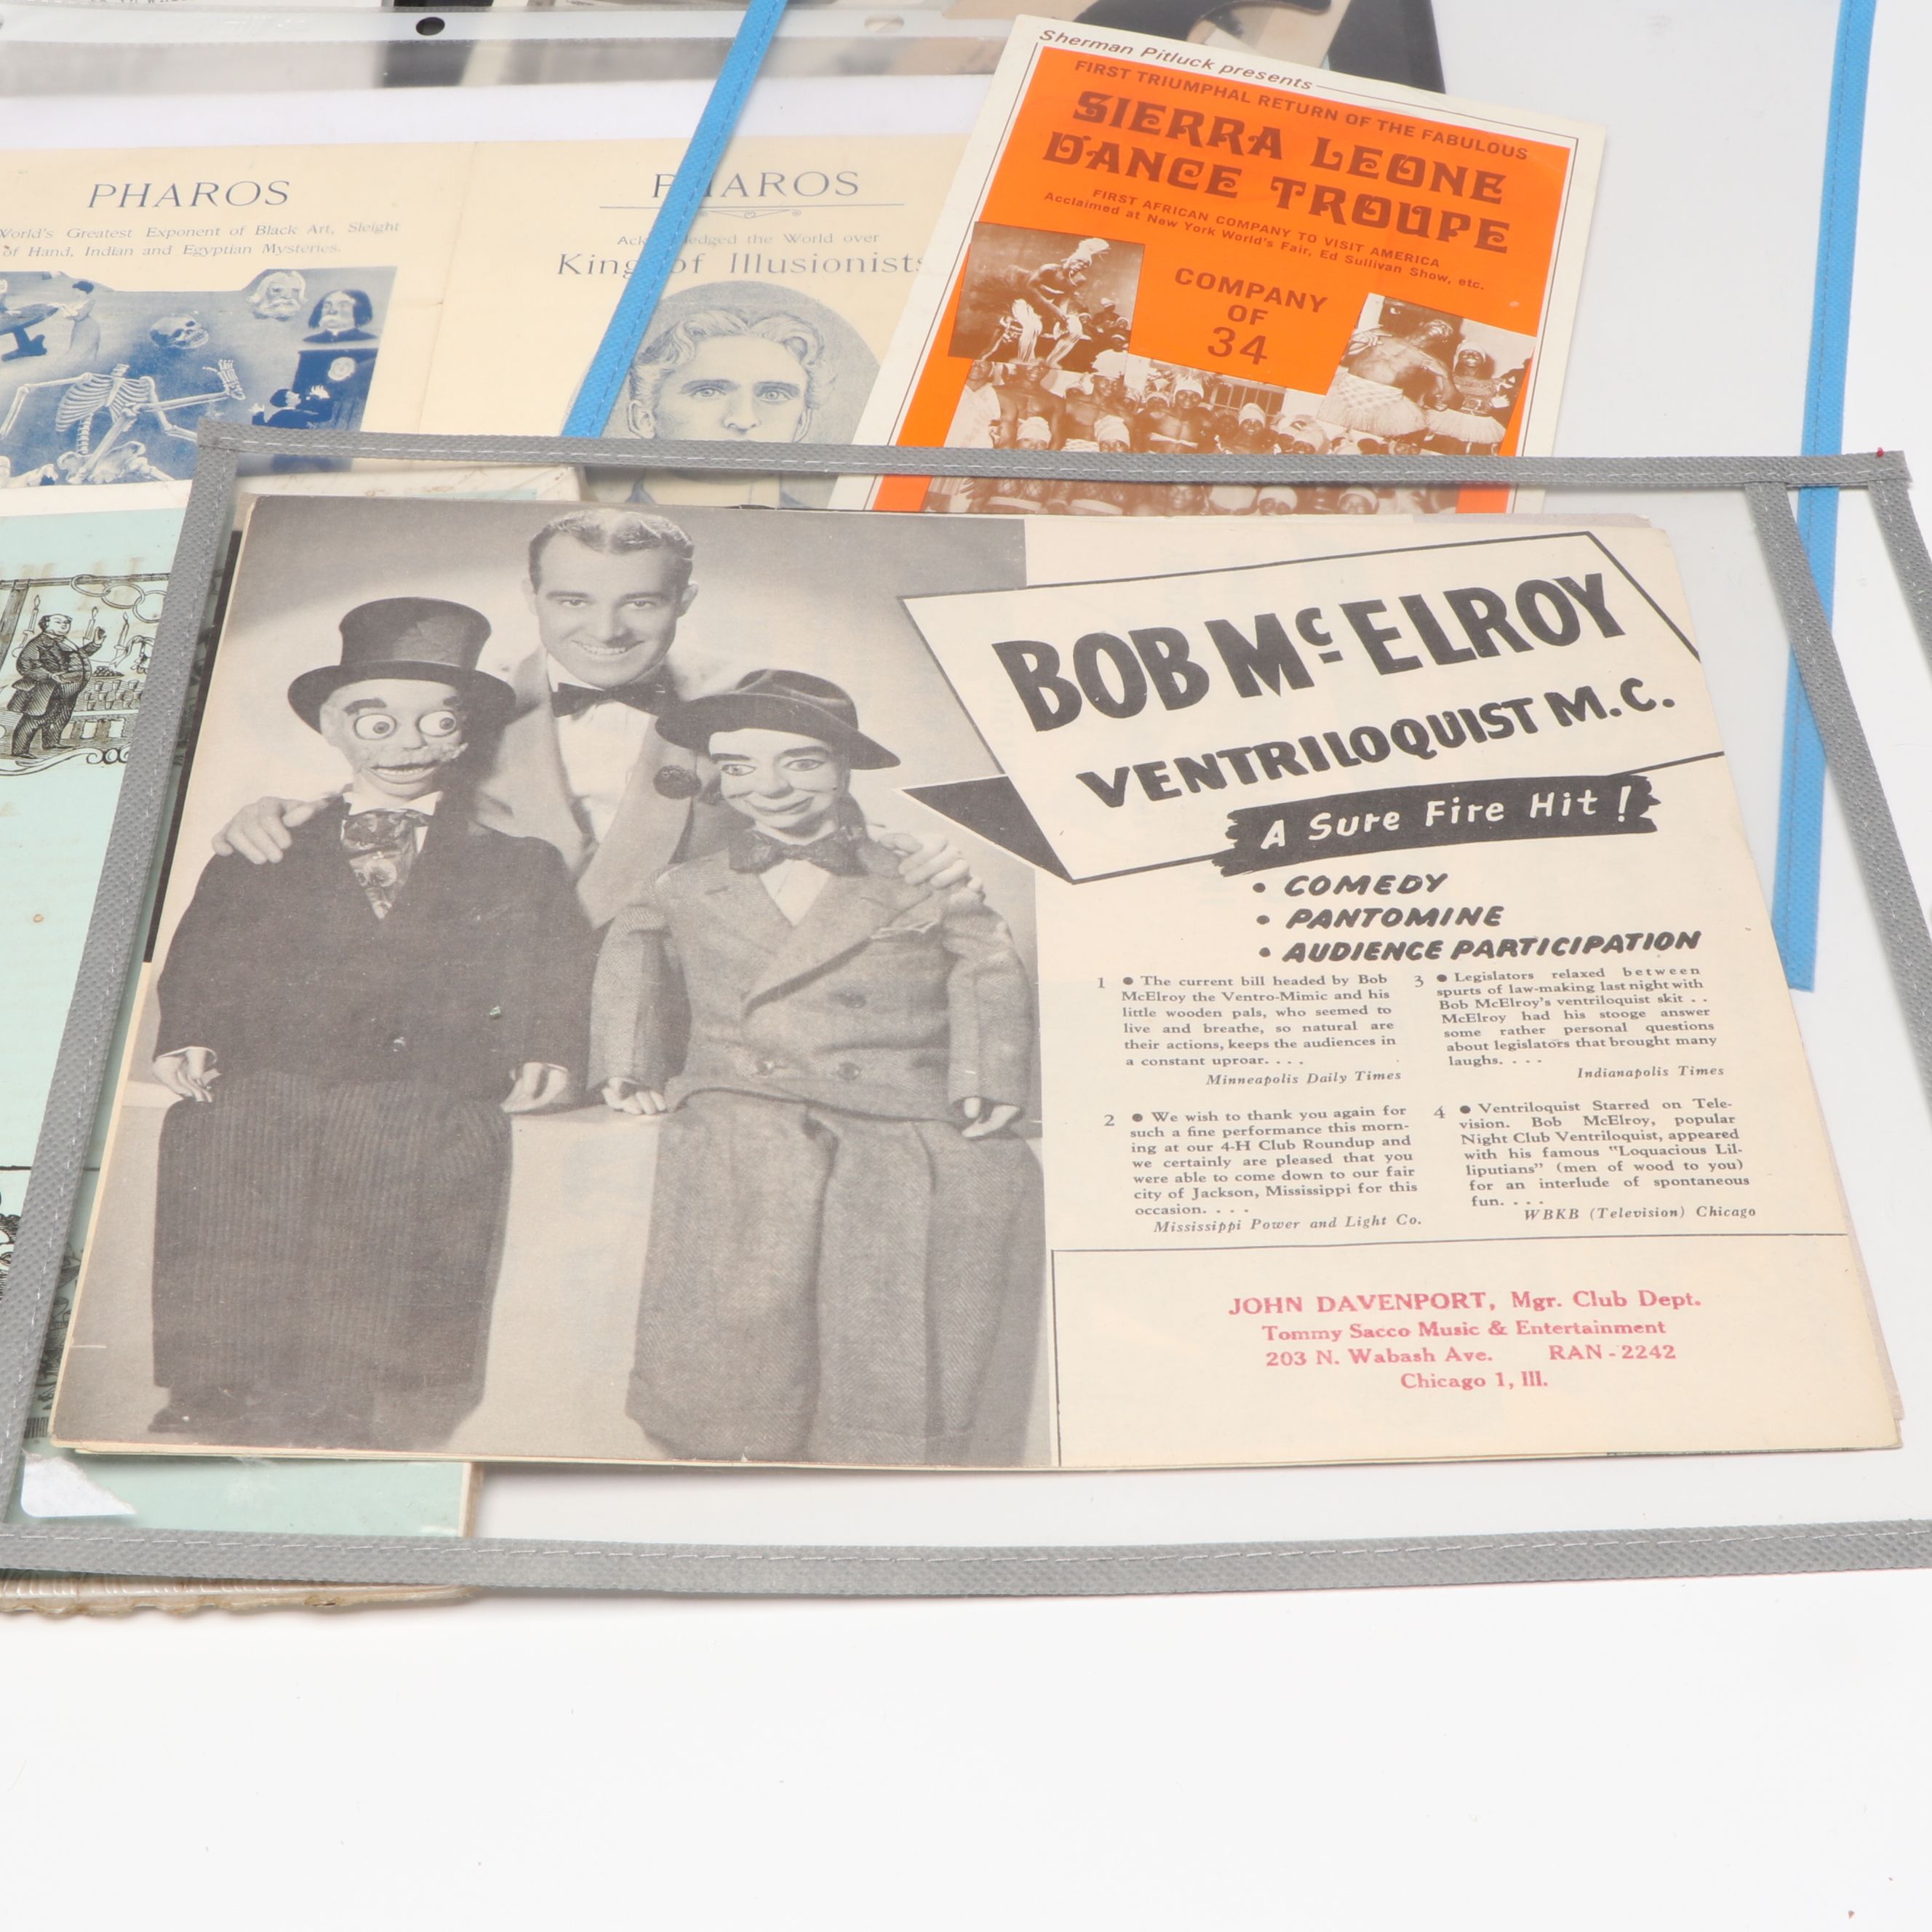 Sherman Pitluck presents
FIRST TRIUMPHAL RETURN OF THE FABULOUS
SIERRA LEONE
DANCE TROUPE
FIRST AFRICAN COMPANY TO VISIT AMERICA
Acclaimed at New York World's Fair, Ed Sullivan Show, etc.
COMPANY
OF
34
PHAROS
World's Greatest Exponent of Black Art, Sleight
of Hand, Indian and Egyptian Mysteries.
PHAROS
Acknowledged the World over
King of Illusionists
BOB McELROY
VENTRILOQUIST M.C.
A Sure Fire Hit!
• COMEDY
• PANTOMINE
• AUDIENCE PARTICIPATION
1 ● The current bill headed by Bob
McElroy the Ventro-Mimic and his
little wooden pals, who seemed to
live and breathe, so natural are
their actions, keeps the audiences in
a constant uproar. . . .
Minneapolis Daily Times
2 ● We wish to thank you again for
such a fine performance this morn-
ing at our 4-H Club Roundup and
we certainly are pleased that you
were able to come down to our fair
city of Jackson, Mississippi for this
occasion. . . .
Mississippi Power and Light Co.
3 ● Legislators relaxed between
spurts of law-making last night with
Bob McElroy's ventriloquist skit . .
McElroy had his stooge answer
some rather personal questions
about legislators that brought many
laughs. . . .
Indianapolis Times
4 ● Ventriloquist Starred on Tele-
vision. Bob McElroy, popular
Night Club Ventriloquist, appeared
with his famous "Loquacious Lil-
liputians" (men of wood to you)
for an interlude of spontaneous
fun. . . .
WBKB (Television) Chicago
JOHN DAVENPORT, Mgr. Club Dept.
Tommy Sacco Music & Entertainment
203 N. Wabash Ave. RAN-2242
Chicago 1, Ill.